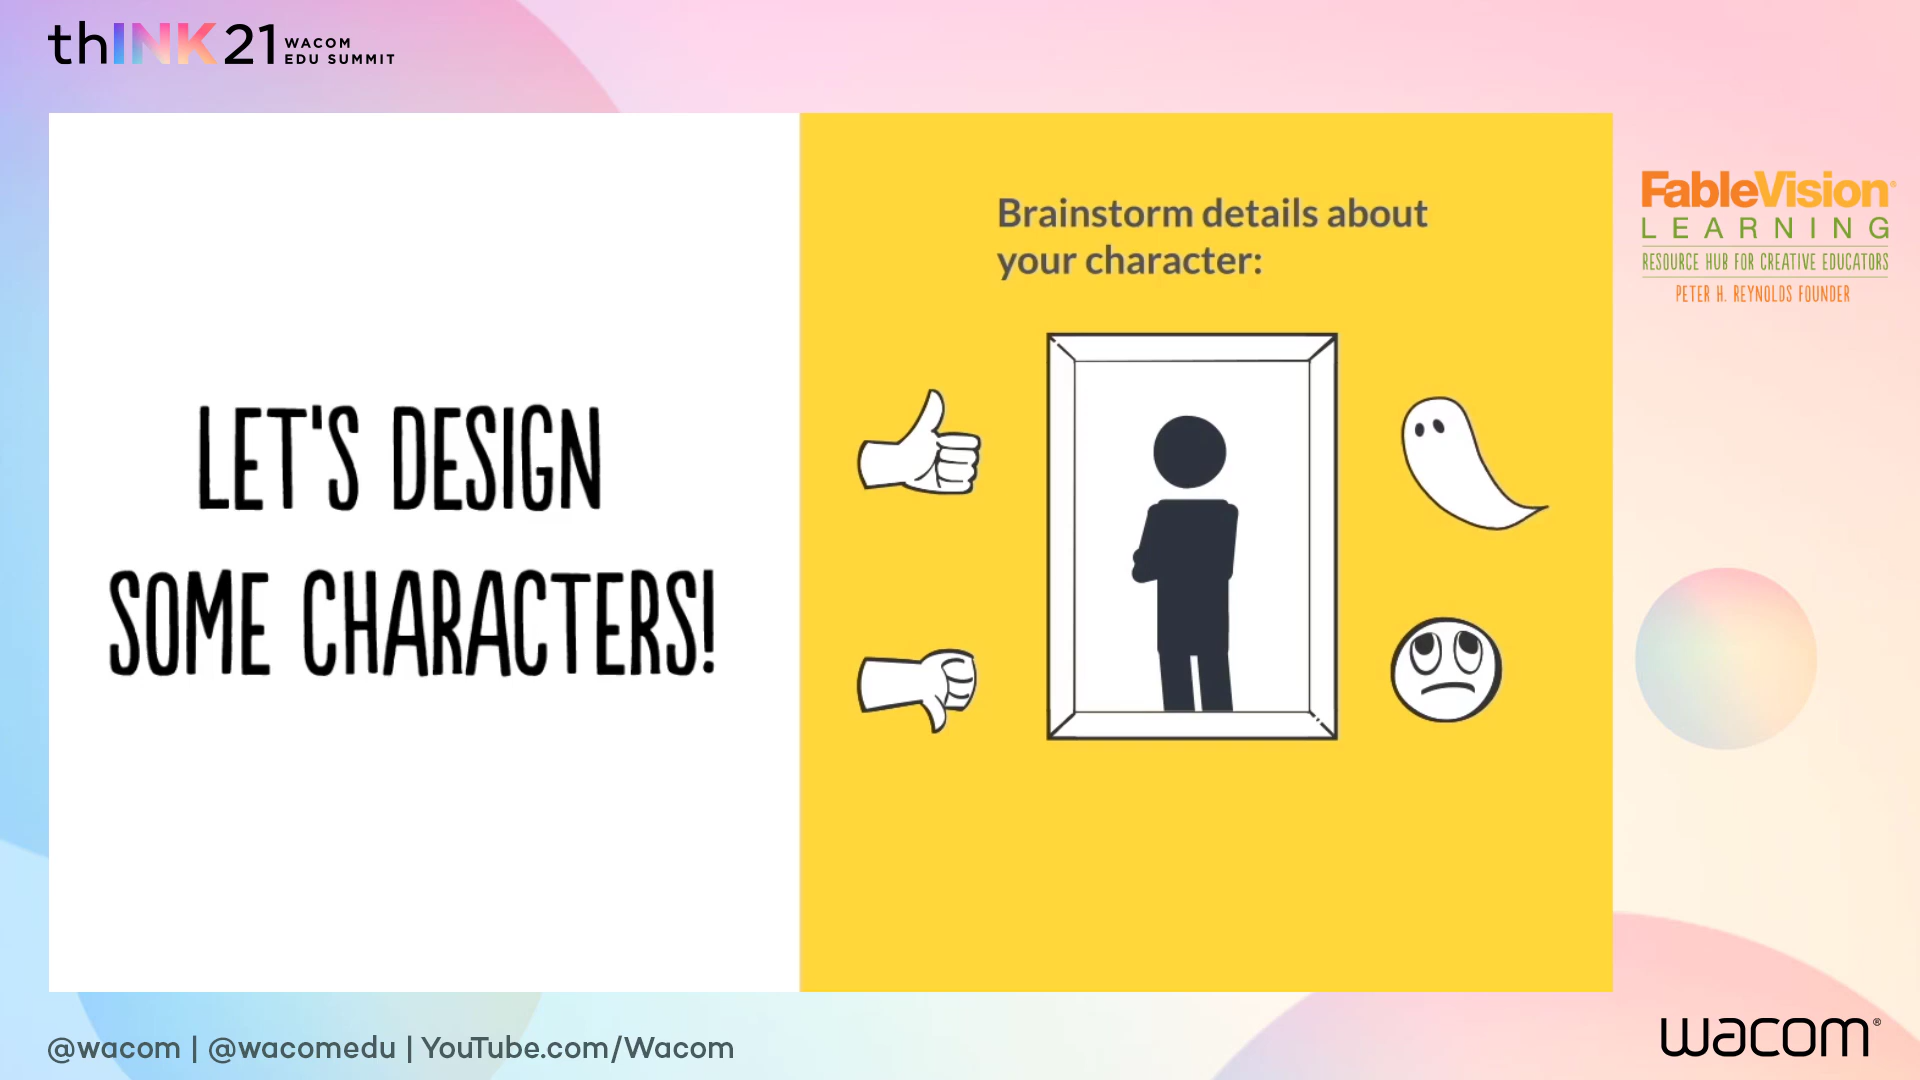 thINK21 WACOM
EDU SUMMIT
LET'S DESIGN
SOME CHARACTERS!
Brainstorm details about
your character:
FableVision®
LEARNING
RESOURCE HUB FOR CREATIVE EDUCATORS
PETER H. REYNOLDS FOUNDER
@wacom | @wacomedu | YouTube.com/Wacom
wacom®